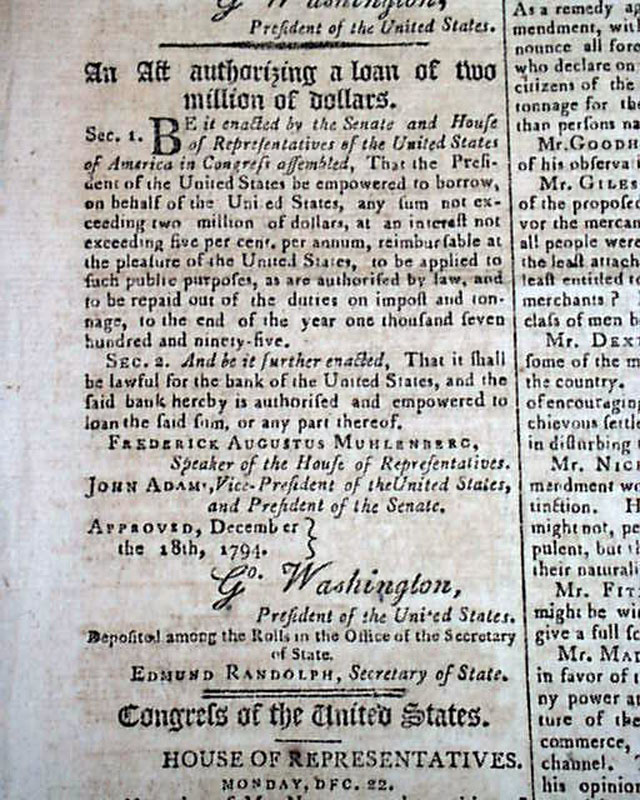 Go Washington,
President of the United States.
An Act authorizing a loan of two
million of dollars.
Sec. 1. BE it enacted by the Senate and House
of Repreſentatives of the United States
of America in Congreſs aſſembled, That the Preſi-
dent of the United States be empowered to borrow,
on behalf of the Uni ed States, any ſum not ex-
ceeding two million of dollars, at an intereſt not
exceeding five per cent. per annum, reimburſable at
the pleaſure of the United States, to be applied to
ſuch public purpoſes, as are authoriſed by law, and
to be repaid out of the duties on impoſt and ton-
nage, to the end of the year one thouſand ſeven
hundred and ninety-five.
SEC. 2. And be it further enacted, That it ſhall
be lawful for the bank of the United States, and the
ſaid bank hereby is authoriſed and empowered to
loan the ſaid ſum, or any part thereof.
FREDERICK AUGUSTUS MUHLENBERG,
Speaker of the Houſe of Repreſentatives.
JOHN ADAMS, Vice-Preſident of the United States,
and Preſident of the Senate.
APPROVED, December }
the 18th, 1794.
Go. Washington,
Preſident of the United States.
Depoſited among the Rolls in the Office of the Secretary
of State.
EDMUND RANDOLPH, Secretary of State.
Congreſs of the United States.
HOUSE OF REPRESENTATIVES.
MONDAY, DEC. 22.
As a remedy
mendment, wit
nounce all fore
who declare on
citizens of the
tonnage for the
than perſons na
Mr. GOODH
of his obſerva
Mr. GILES
of the propoſed
vor the mercan
all people were
the leaſt attach
leaſt entitled to
merchants ?
claſs of men b
Mr. DEXT
ſome of the m
the country.
of encouraging
chievous ſettle
in diſturbing
Mr. NICH
mendment wo
tinction. H
might not, pe
pulent, but th
their naturali
Mr. FITZ
might be wi
give a full ſc
Mr. MAD
in favor of t
ny power a
ture of the
commerce,
channel. T
his opinio